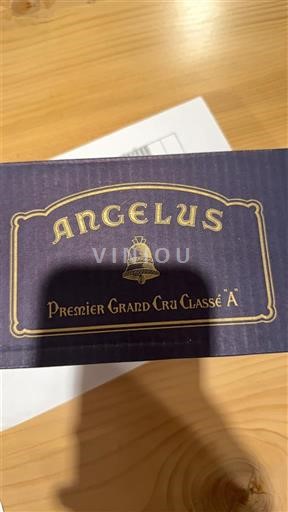 ANGELUS
VINOU
PREMIER GRAND CRU CLASSÉ "A"